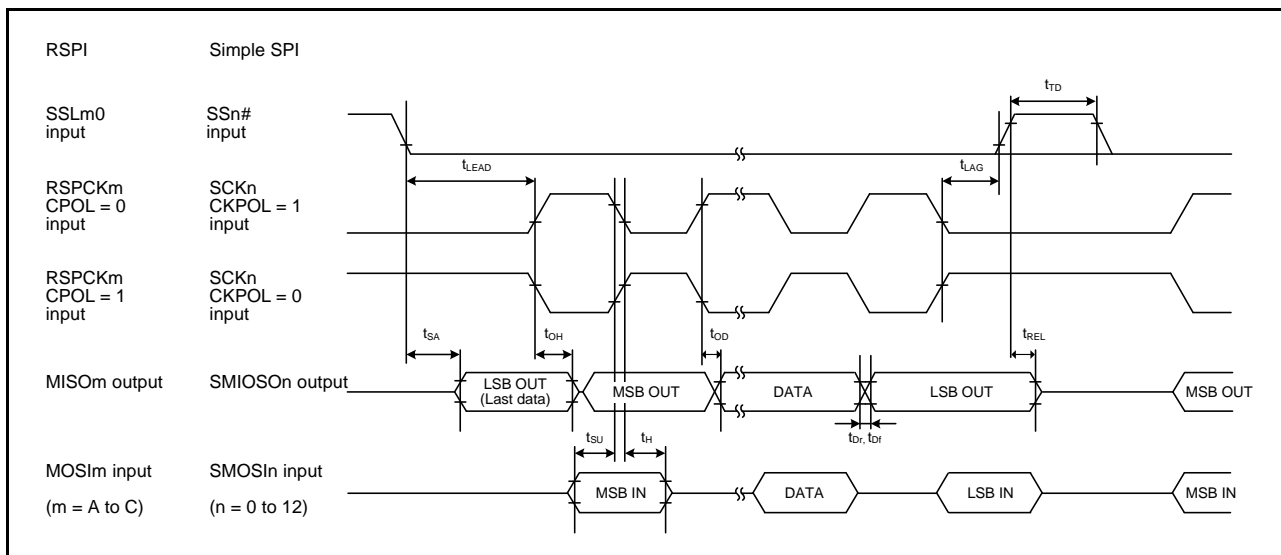 RSPI Simple SPI
SSLm0 SSn#
input input
tTD
tLEAD tLAG
RSPCKm SCKn
CPOL = 0 CKPOL = 1
input input
RSPCKm SCKn
CPOL = 1 CKPOL = 0
input input
tSA tOH tOD tREL
MISOm output SMIOSOn output LSB OUT MSB OUT DATA LSB OUT MSB OUT
(Last data)
tSU tH tDr, tDf
MOSIm input SMOSIn input MSB IN DATA LSB IN MSB IN
(m = A to C) (n = 0 to 12)